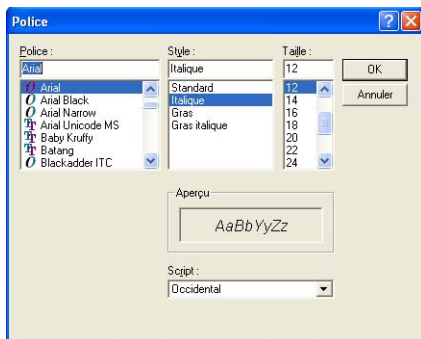 Police
Police :
Arial
Arial
Arial Black
Arial Narrow
Arial Unicode MS
Baby Kruffy
Batang
Blackadder ITC
Style :
Italique
Standard
Italique
Gras
Gras italique
Taille :
12
12
14
16
18
20
22
24
OK
Annuler
Aperçu
AaBbYyZz
Script :
Occidental